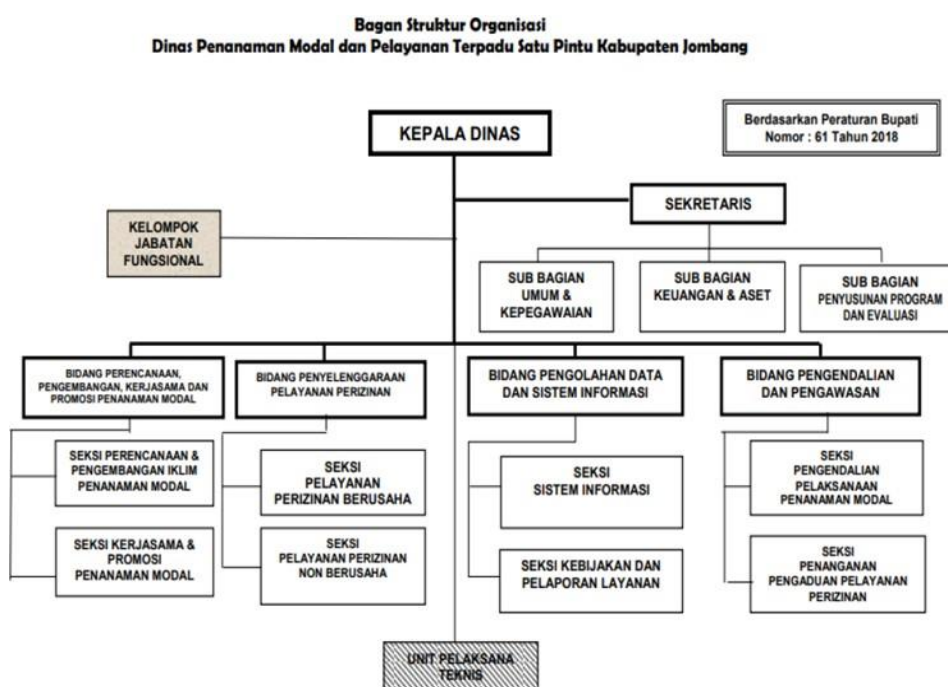 Bagan Struktur Organisasi
Dinas Penanaman Modal dan Pelayanan Terpadu Satu Pintu Kabupaten Jombang
KEPALA DINAS
Berdasarkan Peraturan Bupati
Nomor : 61 Tahun 2018
SEKRETARIS
KELOMPOK
JABATAN
FUNGSIONAL
SUB BAGIAN
UMUM &
KEPEGAWAIAN
SUB BAGIAN
KEUANGAN & ASET
SUB BAGIAN
PENYUSUNAN PROGRAM
DAN EVALUASI
BIDANG PERENCANAAN,
PENGEMBANGAN, KERJASAMA DAN
PROMOSI PENANAMAN MODAL
BIDANG PENYELENGGARAAN
PELAYANAN PERIZINAN
BIDANG PENGOLAHAN DATA
DAN SISTEM INFORMASI
BIDANG PENGENDALIAN
DAN PENGAWASAN
SEKSI PERENCANAAN &
PENGEMBANGAN IKLIM
PENANAMAN MODAL
SEKSI
PELAYANAN
PERIZINAN BERUSAHA
SEKSI
SISTEM INFORMASI
SEKSI
PENGENDALIAN
PELAKSANAAN
PENANAMAN MODAL
SEKSI KERJASAMA &
PROMOSI
PENANAMAN MODAL
SEKSI
PELAYANAN PERIZINAN
NON BERUSAHA
SEKSI KEBIJAKAN DAN
PELAPORAN LAYANAN
SEKSI
PENANGANAN
PENGADUAN PELAYANAN
PERIZINAN
UNIT PELAKSANA
TEKNIS